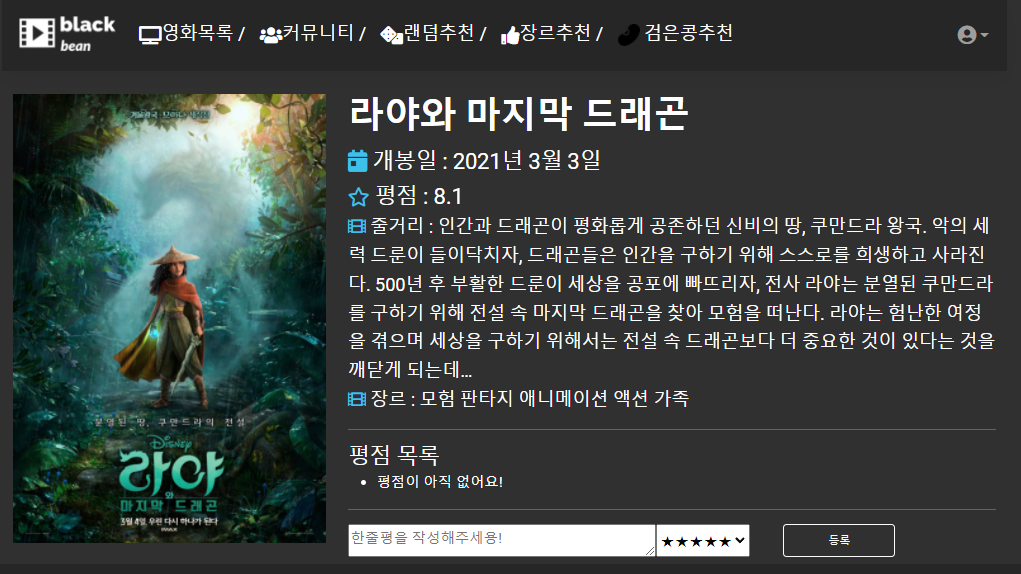 black
bean
영화목록 / 커뮤니티 / 랜덤추천 / 장르추천 / 검은콩추천
라야와 마지막 드래곤
개봉일 : 2021년 3월 3일
평점 : 8.1
줄거리 : 인간과 드래곤이 평화롭게 공존하던 신비의 땅, 쿠만드라 왕국. 악의 세
력 드룬이 들이닥치자, 드래곤들은 인간을 구하기 위해 스스로를 희생하고 사라진
다. 500년 후 부활한 드룬이 세상을 공포에 빠뜨리자, 전사 라야는 분열된 쿠만드라
를 구하기 위해 전설 속 마지막 드래곤을 찾아 모험을 떠난다. 라야는 험난한 여정
을 겪으며 세상을 구하기 위해서는 전설 속 드래곤보다 더 중요한 것이 있다는 것을
깨닫게 되는데...
장르 : 모험 판타지 애니메이션 액션 가족
평점 목록
• 평점이 아직 없어요!
한줄평을 작성해주세용!
★★★★★
등록
겨울왕국 모아나 제작진
분열된 땅, 쿠만드라의 전설
Disney
라야
와
마지막 드래곤
3월 4일, 우린 다시 하나가 된다
IMAX